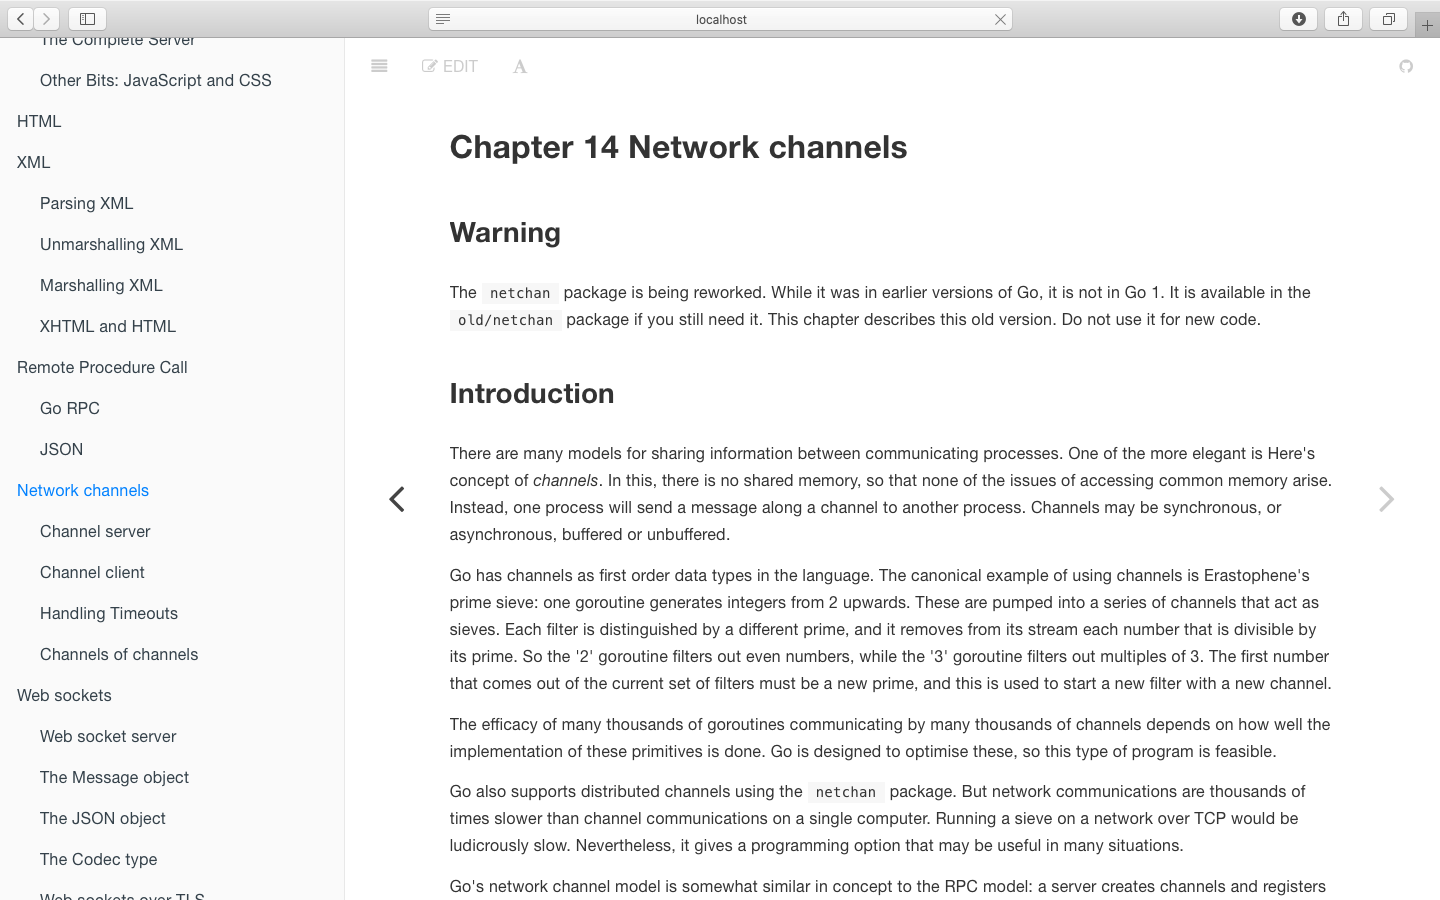 localhost
The Complete Server
Other Bits: JavaScript and CSS
HTML
XML
Parsing XML
Unmarshalling XML
Marshalling XML
XHTML and HTML
Remote Procedure Call
Go RPC
JSON
Network channels
Channel server
Channel client
Handling Timeouts
Channels of channels
Web sockets
Web socket server
The Message object
The JSON object
The Codec type
Web sockets over TLS
EDIT
A
Chapter 14 Network channels
Warning
The netchan package is being reworked. While it was in earlier versions of Go, it is not in Go 1. It is available in the
old/netchan package if you still need it. This chapter describes this old version. Do not use it for new code.
Introduction
There are many models for sharing information between communicating processes. One of the more elegant is Here's
concept of channels. In this, there is no shared memory, so that none of the issues of accessing common memory arise.
Instead, one process will send a message along a channel to another process. Channels may be synchronous, or
asynchronous, buffered or unbuffered.
Go has channels as first order data types in the language. The canonical example of using channels is Erastophene's
prime sieve: one goroutine generates integers from 2 upwards. These are pumped into a series of channels that act as
sieves. Each filter is distinguished by a different prime, and it removes from its stream each number that is divisible by
its prime. So the '2' goroutine filters out even numbers, while the '3' goroutine filters out multiples of 3. The first number
that comes out of the current set of filters must be a new prime, and this is used to start a new filter with a new channel.
The efficacy of many thousands of goroutines communicating by many thousands of channels depends on how well the
implementation of these primitives is done. Go is designed to optimise these, so this type of program is feasible.
Go also supports distributed channels using the netchan package. But network communications are thousands of
times slower than channel communications on a single computer. Running a sieve on a network over TCP would be
ludicrously slow. Nevertheless, it gives a programming option that may be useful in many situations.
Go's network channel model is somewhat similar in concept to the RPC model: a server creates channels and registers